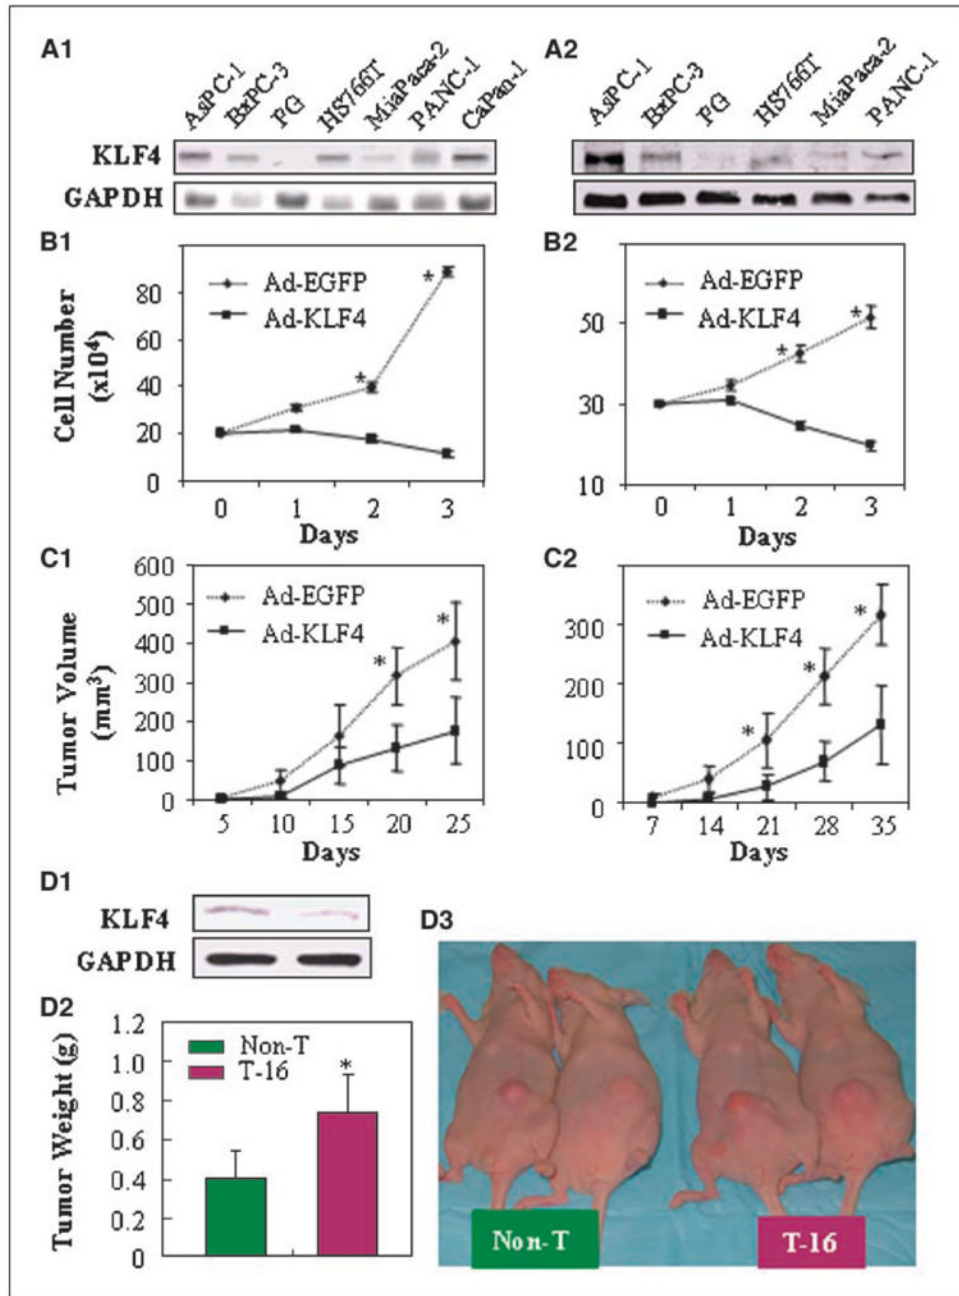 A1
AsPC-1 BxPC-3 FG HS766T MiaPaca-2 PANC-1 CaPan-1
KLF4
GAPDH
A2
AsPC-1 BxPC-3 FG HS766T MiaPaca-2 PANC-1
B1
Cell Number
(x10⁴)
80
60
40
20
0
Ad-EGFP
Ad-KLF4
*
*
0 1 2 3
Days
B2
50
30
10
Ad-EGFP
Ad-KLF4
*
*
0 1 2 3
Days
C1
Tumor Volume
(mm³)
600
500
400
300
200
100
0
Ad-EGFP
Ad-KLF4
*
*
5 10 15 20 25
Days
C2
300
200
100
0
Ad-EGFP
Ad-KLF4
*
*
*
7 14 21 28 35
Days
D1
KLF4
GAPDH
D2
Tumor Weight (g)
1.2
1.0
0.8
0.6
0.4
0.2
0
Non-T
T-16
*
D3
Non-T
T-16